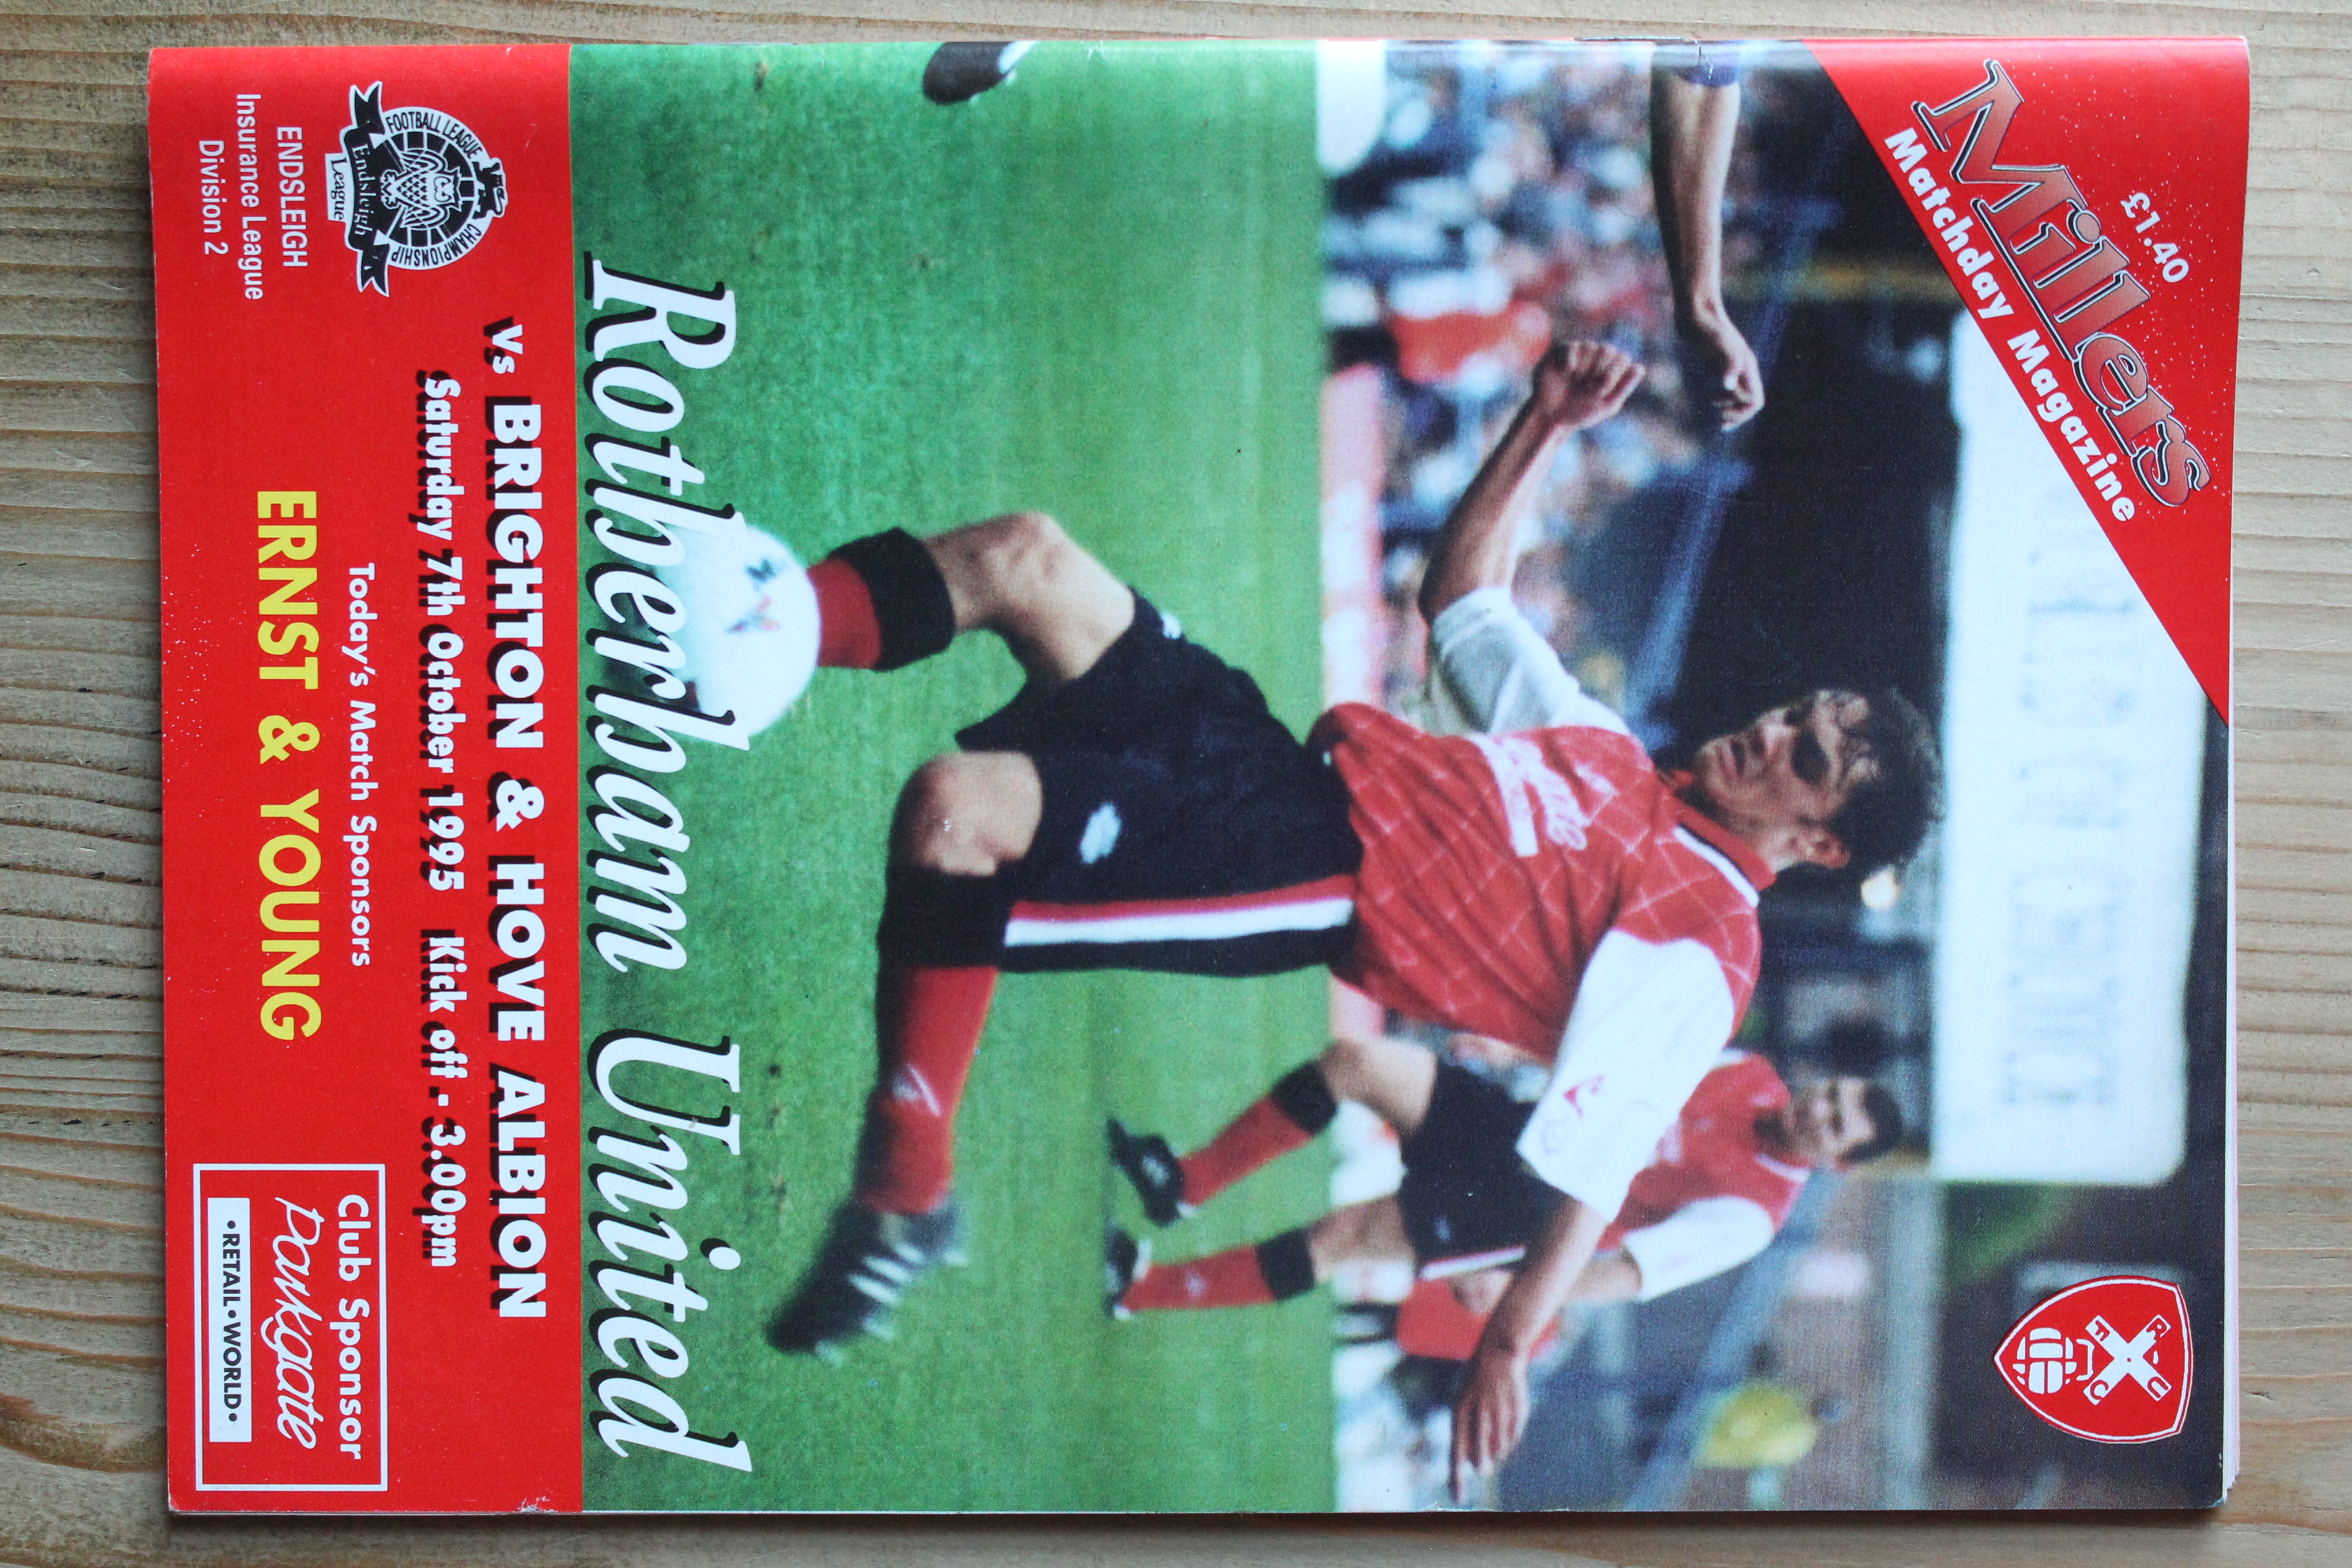 £1.40
Millers
Matchday Magazine
R
F U
C
Rotherham United
FOOTBALL LEAGUE
CHAMPIONSHIP
Endsleigh
League
ENDSLEIGH
Insurance League
Division 2
Vs BRIGHTON & HOVE ALBION
Saturday 7th October 1995 Kick off - 3.00pm
Today's Match Sponsors
ERNST & YOUNG
Club Sponsor
Parkgate
•RETAIL•WORLD•